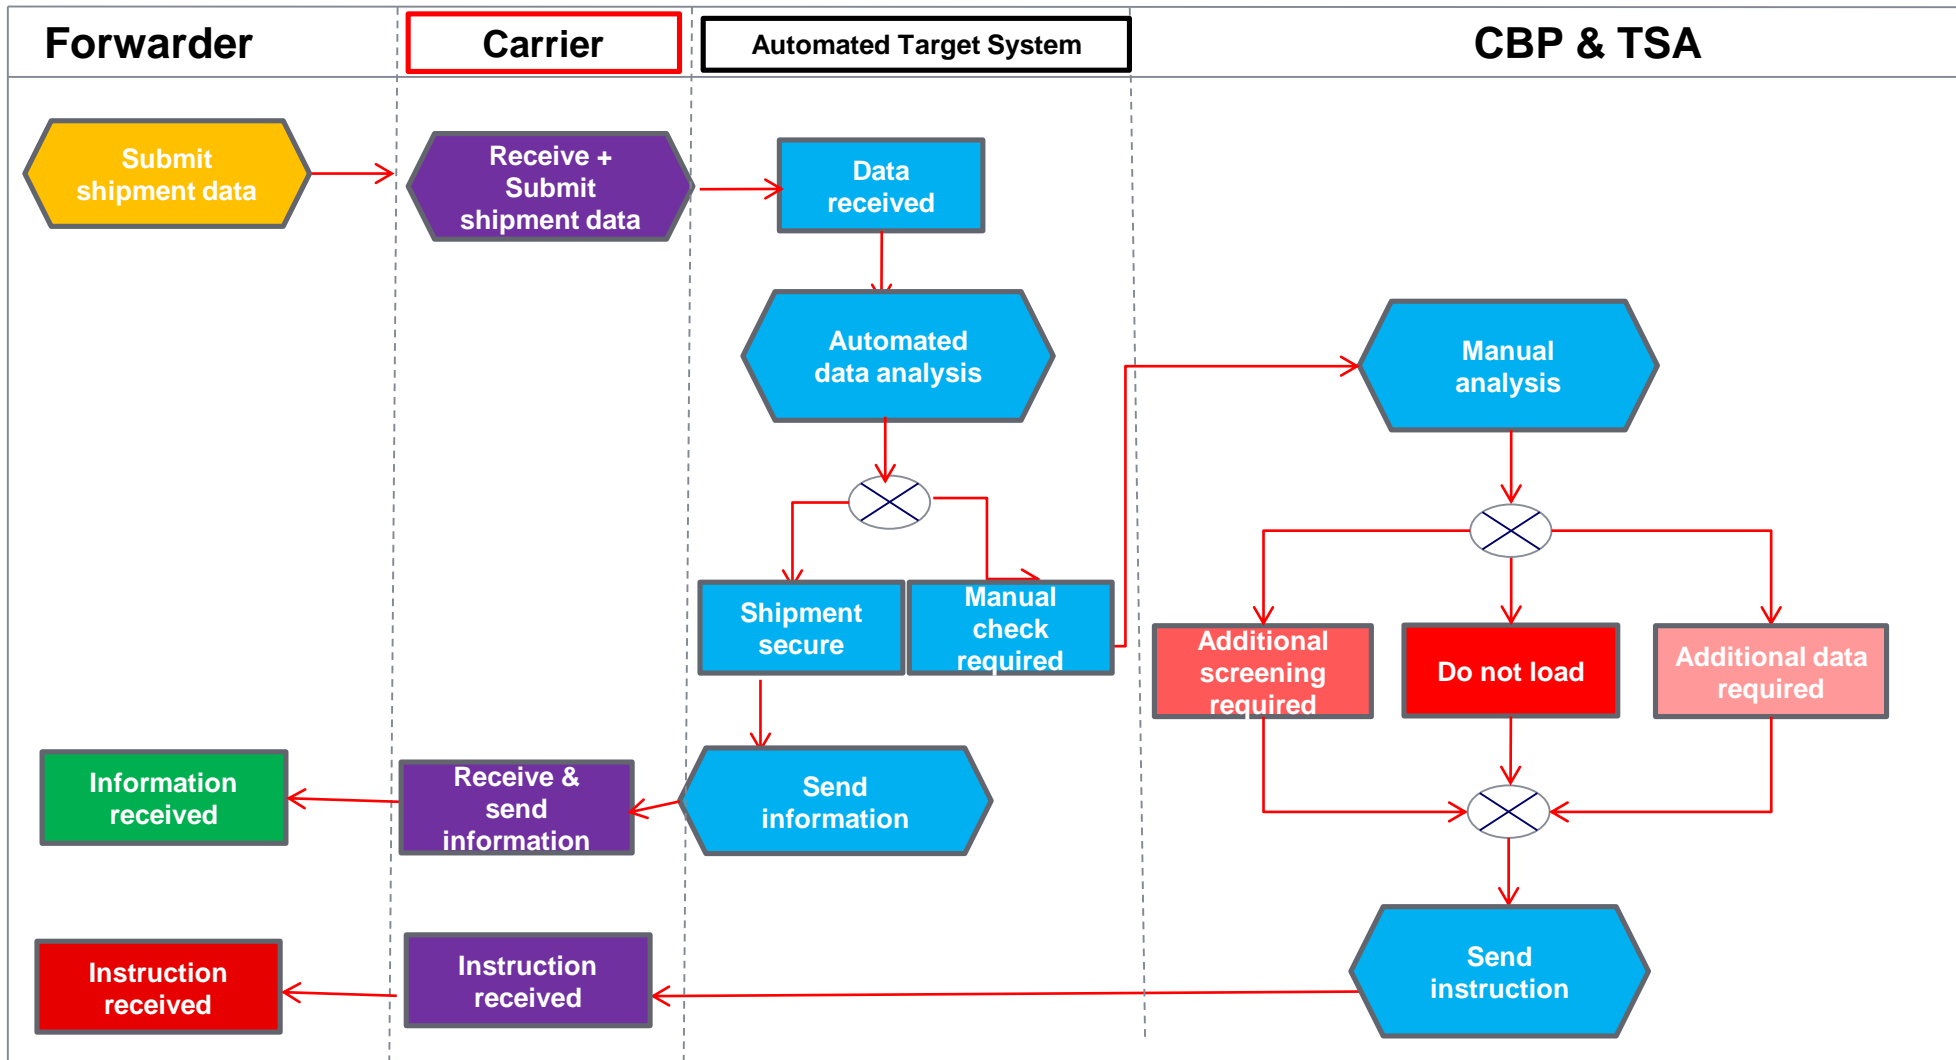 Forwarder
Carrier
Automated Target System
CBP & TSA
Submit
shipment data
Receive +
Submit
shipment data
Data
received
Automated
data analysis
Manual
analysis
Shipment
secure
Manual
check
required
Additional
screening
required
Do not load
Additional data
required
Information
received
Receive &
send
information
Send
information
Instruction
received
Instruction
received
Send
instruction